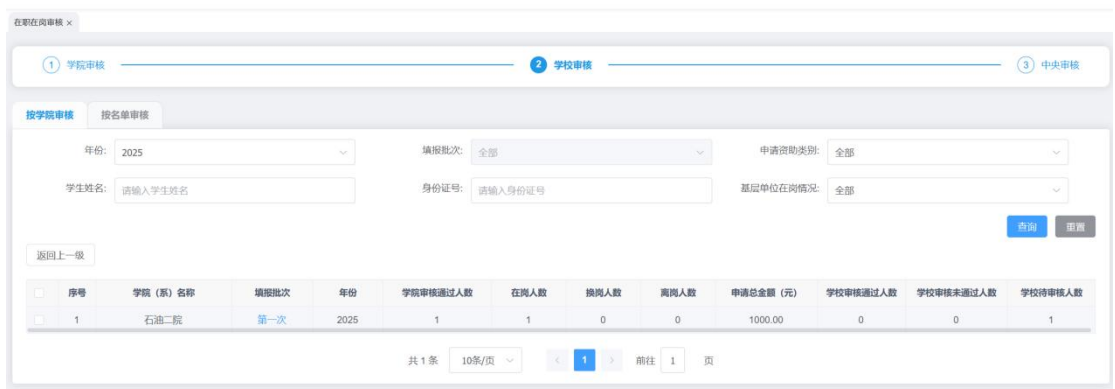 在职在岗审核 ×
1 学院审核 2 学校审核 3 中央审核
按学院审核 按名单审核
年份: 2025 填报批次: 全部 申请资助类别: 全部
学生姓名: 请输入学生姓名 身份证号: 请输入身份证号 基层单位在岗情况: 全部
查询 重置
返回上一级
序号 学院（系）名称 填报批次 年份 学院审核通过人数 在岗人数 换岗人数 离岗人数 申请总金额（元） 学校审核通过人数 学校审核未通过人数 学校待审核人数
1 石油二院 第一次 2025 1 1 0 0 1000.00 0 0 1
共 1 条 10条/页 < 1 > 前往 1 页